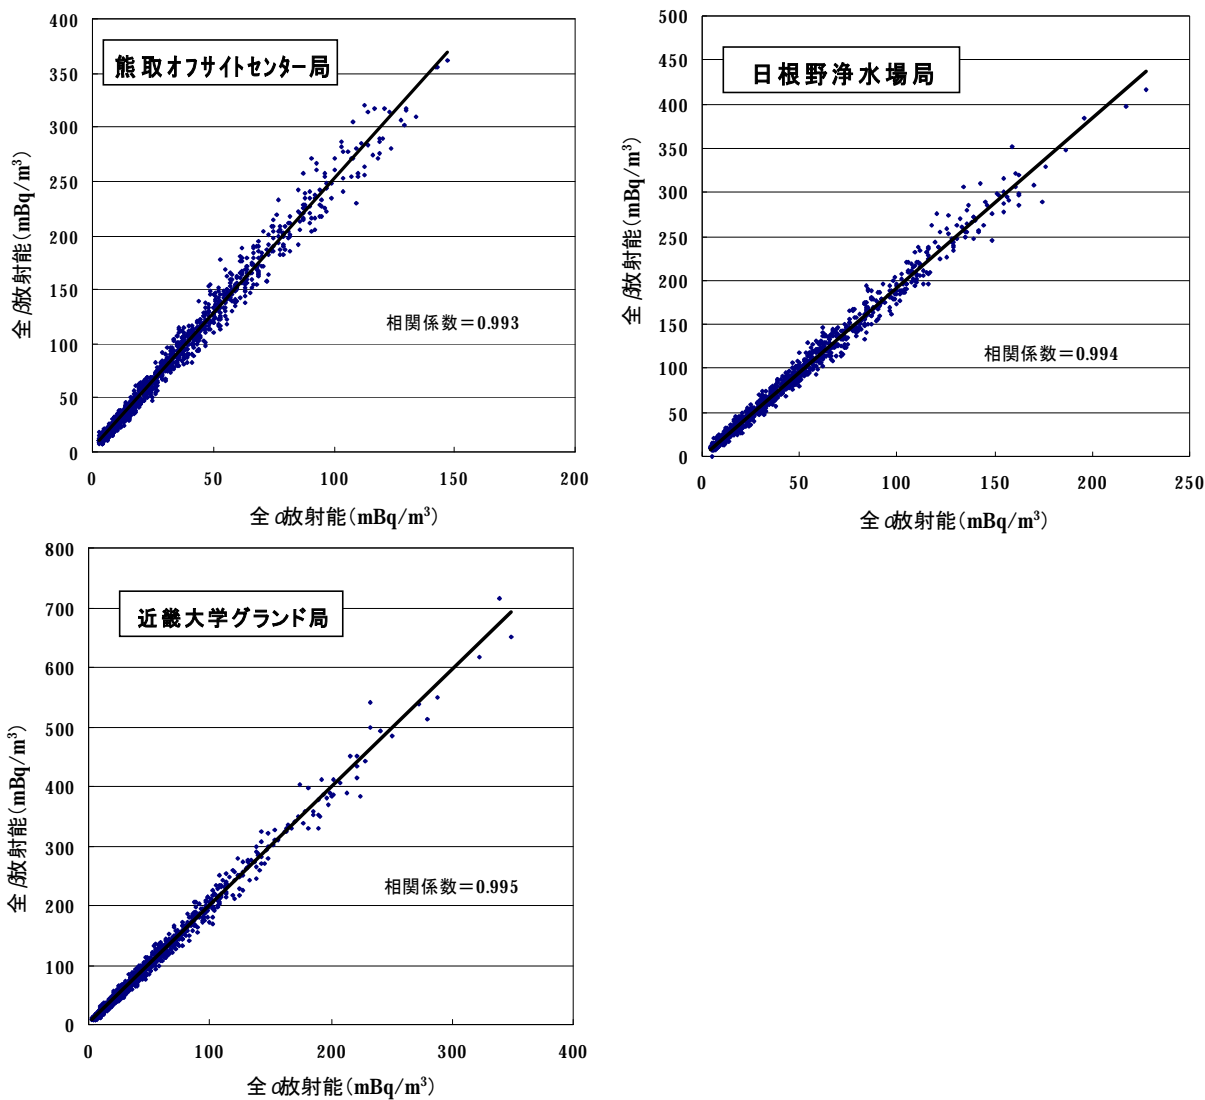 熊取オフサイトセンター局
400
350
300
250
200
150
100
50
0
全β放射能(mBq/m³)
相関係数=0.993
0 50 100 150 200
全α放射能(mBq/m³)
日根野浄水場局
500
450
400
350
300
250
200
150
100
50
0
全β放射能(mBq/m³)
相関係数=0.994
0 50 100 150 200 250
全α放射能(mBq/m³)
近畿大学グランド局
800
700
600
500
400
300
200
100
0
全β放射能(mBq/m³)
相関係数=0.995
0 100 200 300 400
全α放射能(mBq/m³)